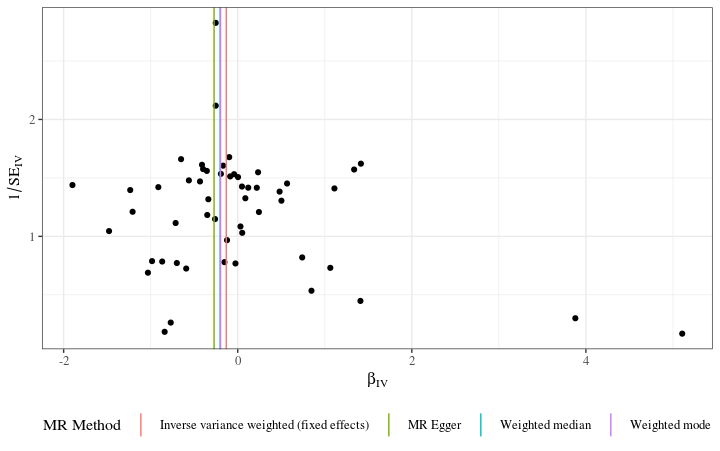 1/SE_IV
2
1
-2
0
2
4
β_IV
MR Method Inverse variance weighted (fixed effects) MR Egger Weighted median Weighted mode